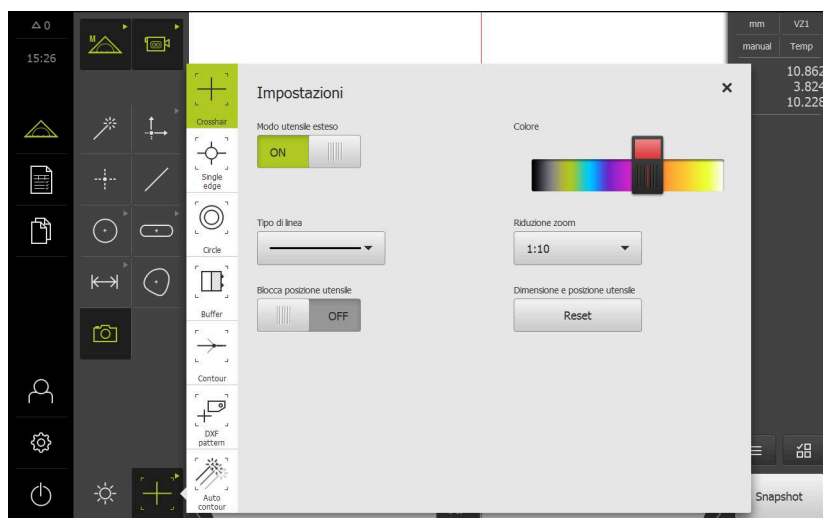 △ 0
15:26
M
mm
VZ1
manual
Temp
10.862
3.824
10.228
Crosshair
Single
edge
Circle
Buffer
Contour
DXF
pattern
Auto
contour
Impostazioni
×
Modo utensile esteso
ON
Colore
Tipo di linea
Riduzione zoom
1:10
Blocca posizione utensile
OFF
Dimensione e posizione utensile
Reset
Snapshot